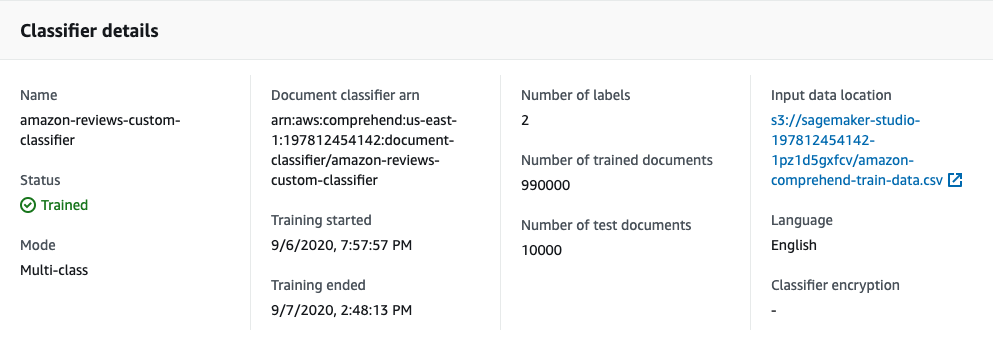 Classifier details
Name
amazon-reviews-custom-
classifier
Status
Trained
Mode
Multi-class
Document classifier arn
arn:aws:comprehend:us-east-
1:197812454142:document-
classifier/amazon-reviews-
custom-classifier
Training started
9/6/2020, 7:57:57 PM
Training ended
9/7/2020, 2:48:13 PM
Number of labels
2
Number of trained documents
990000
Number of test documents
10000
Input data location
s3://sagemaker-studio-
197812454142-
1pz1d5gxfcv/amazon-
comprehend-train-data.csv
Language
English
Classifier encryption
-